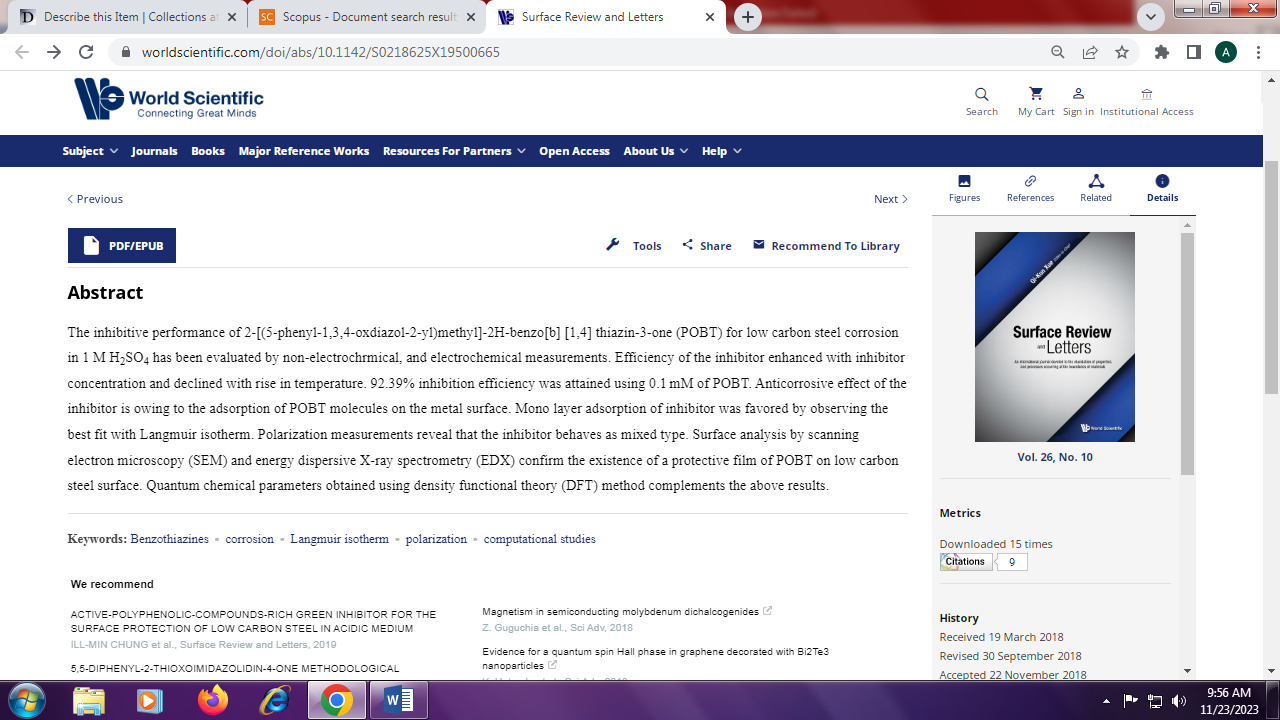 Describe this Item | Collections at
Scopus - Document search result
Surface Review and Letters
worldscientific.com/doi/abs/10.1142/S0218625X19500665
A
World Scientific
Connecting Great Minds
Search My Cart Sign in Institutional Access
Subject Journals Books Major Reference Works Resources For Partners Open Access About Us Help
Previous Next
Figures References Related Details
PDF/EPUB Tools Share Recommend To Library
Abstract
The inhibitive performance of 2-[(5-phenyl-1,3,4-oxdiazol-2-yl)methyl]-2H-benzo[b] [1,4] thiazin-3-one (POBT) for low carbon steel corrosion
in 1 M H2SO4 has been evaluated by non-electrochrmical, and electrochemical measurements. Efficiency of the inhibitor enhanced with inhibitor
concentration and declined with rise in temperature. 92.39% inhibition efficiency was attained using 0.1 mM of POBT. Anticorrosive effect of the
inhibitor is owing to the adsorption of POBT molecules on the metal surface. Mono layer adsorption of inhibitor was favored by observing the
best fit with Langmuir isotherm. Polarization measurements reveal that the inhibitor behaves as mixed type. Surface analysis by scanning
electron microscopy (SEM) and energy dispersive X-ray spectrometry (EDX) confirm the existence of a protective film of POBT on low carbon
steel surface. Quantum chemical parameters obtained using density functional theory (DFT) method complements the above results.
Keywords: Benzothiazines • corrosion • Langmuir isotherm • polarization • computational studies
We recommend
ACTIVE-POLYPHENOLIC-COMPOUNDS-RICH GREEN INHIBITOR FOR THE
SURFACE PROTECTION OF LOW CARBON STEEL IN ACIDIC MEDIUM
ILL-MIN CHUNG et al., Surface Review and Letters, 2019
5,5-DIPHENYL-2-THIOXOIMIDAZOLIDIN-4-ONE METHODOLOGICAL
Magnetism in semiconducting molybdenum dichalcogenides
Z. Guguchia et al., Sci Adv, 2018
Evidence for a quantum spin Hall phase in graphene decorated with Bi2Te3
nanoparticles
Qi-Kun Xue
Surface Review
and Letters
World Scientific
Vol. 26, No. 10
Metrics
Downloaded 15 times
Citations 9
History
Received 19 March 2018
Revised 30 September 2018
Accepted 22 November 2018
9:56 AM
11/23/2023